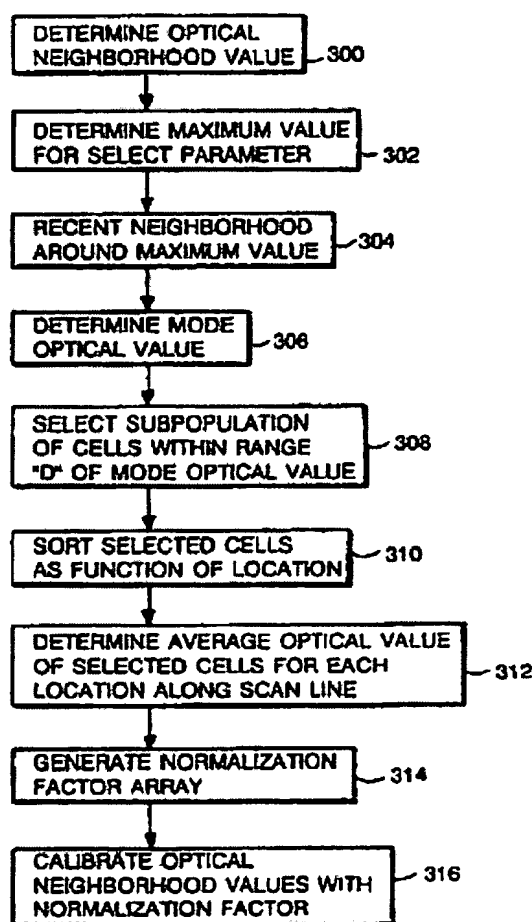 DETERMINE OPTICAL
NEIGHBORHOOD VALUE
300
DETERMINE MAXIMUM VALUE
FOR SELECT PARAMETER
302
RECENT NEIGHBORHOOD
AROUND MAXIMUM VALUE
304
DETERMINE MODE
OPTICAL VALUE
306
SELECT SUBPOPULATION
OF CELLS WITHIN RANGE
"D" OF MODE OPTICAL VALUE
308
SORT SELECTED CELLS
AS FUNCTION OF LOCATION
310
DETERMINE AVERAGE OPTICAL VALUE
OF SELECTED CELLS FOR EACH
LOCATION ALONG SCAN LINE
312
GENERATE NORMALIZATION
FACTOR ARRAY
314
CALIBRATE OPTICAL
NEIGHBORHOOD VALUES WITH
NORMALIZATION FACTOR
316